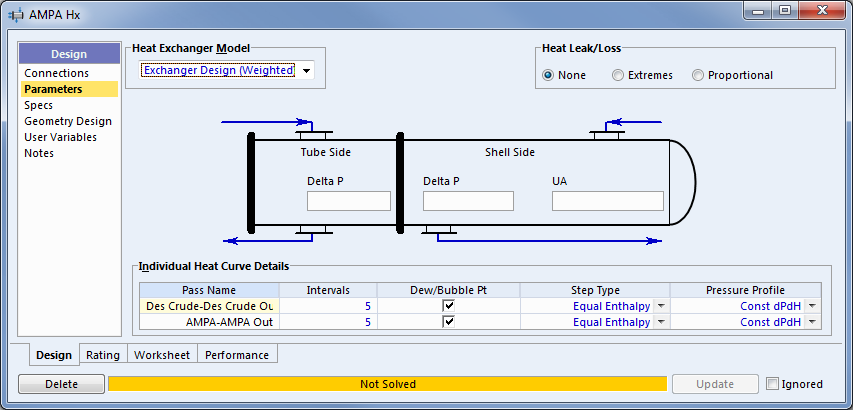 AMPA Hx
Design
Connections
Parameters
Specs
Geometry Design
User Variables
Notes
Heat Exchanger Model
Exchanger Design (Weighted)
Heat Leak/Loss
None Extremes Proportional
Tube Side Shell Side
Delta P Delta P UA
Individual Heat Curve Details
Pass Name Intervals Dew/Bubble Pt Step Type Pressure Profile
Des Crude-Des Crude Ou 5 Equal Enthalpy Const dPdH
AMPA-AMPA Out 5 Equal Enthalpy Const dPdH
Design Rating Worksheet Performance
Delete Not Solved Update Ignored